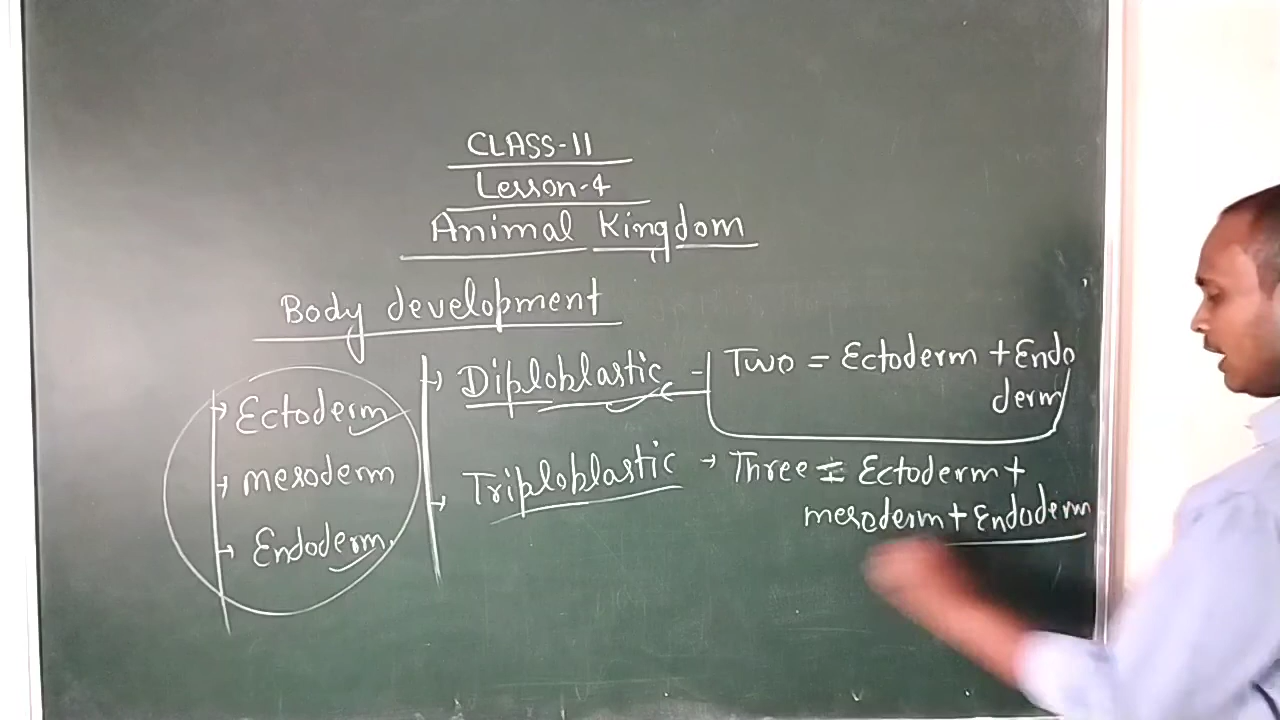 CLASS-11
Lesson-4
Animal Kingdom
Body development
→ Ectoderm
→ mesoderm
→ Endoderm
→ Diploblastic - Two = Ectoderm + Endo
derm
→ Triploblastic → Three = Ectoderm +
mesoderm + Endoderm